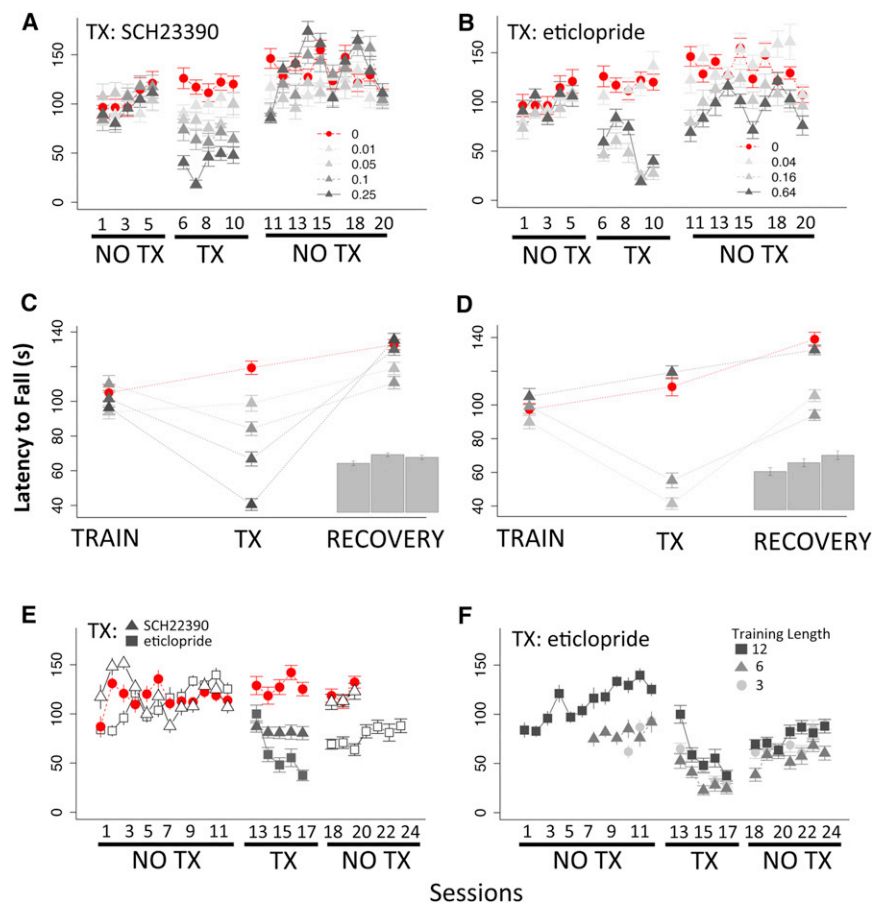 A
TX: SCH23390
150
100
50
0
0
0.01
0.05
0.1
0.25
1 3 5 6 8 10 11 13 15 18 20
NO TX TX NO TX
B
TX: eticlopride
150
100
50
0
0
0.04
0.16
0.64
1 3 5 6 8 10 11 13 15 18 20
NO TX TX NO TX
C
Latency to Fall (s)
140
120
100
80
60
40
TRAIN TX RECOVERY
D
140
120
100
80
60
40
TRAIN TX RECOVERY
E
TX: SCH22390
eticlopride
150
100
50
0
1 3 5 7 9 11 13 15 17 18 20 22 24
NO TX TX NO TX
F
TX: eticlopride
Training Length
12
6
3
150
100
50
0
1 3 5 7 9 11 13 15 17 18 20 22 24
NO TX TX NO TX
Sessions